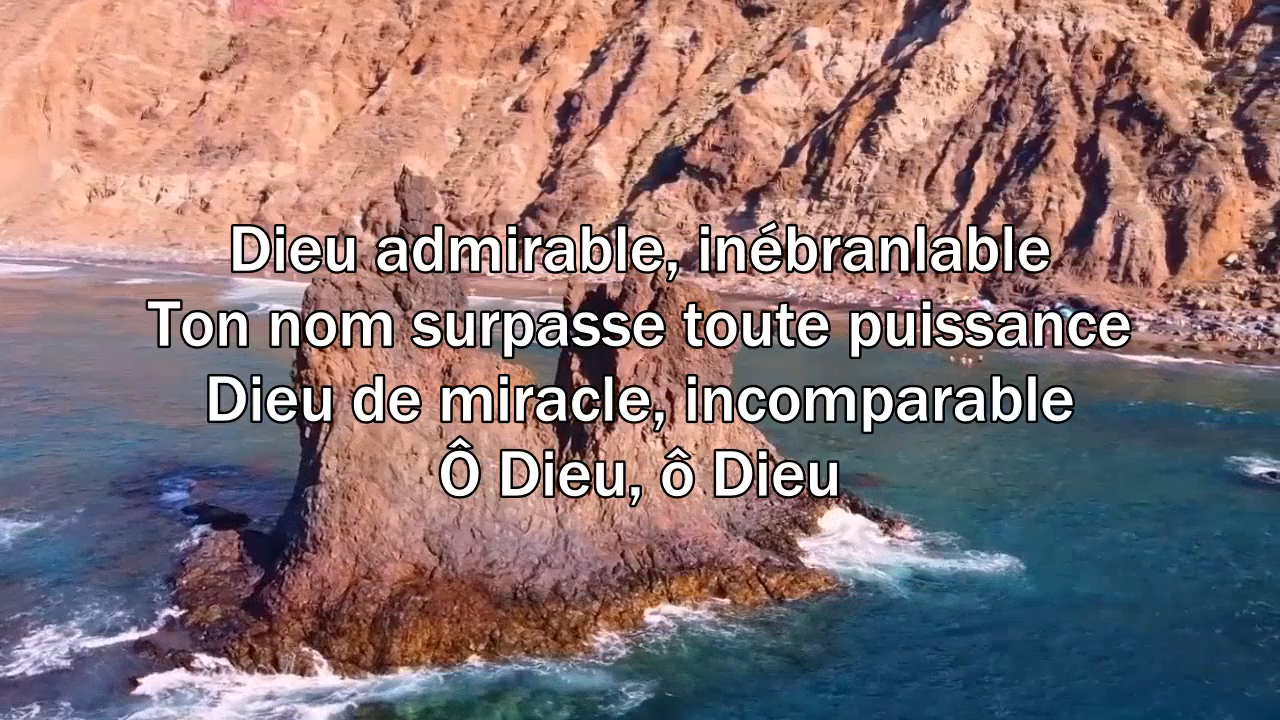 Dieu admirable, inébranlable
Ton nom surpasse toute puissance
Dieu de miracle, incomparable
Ô Dieu, ô Dieu